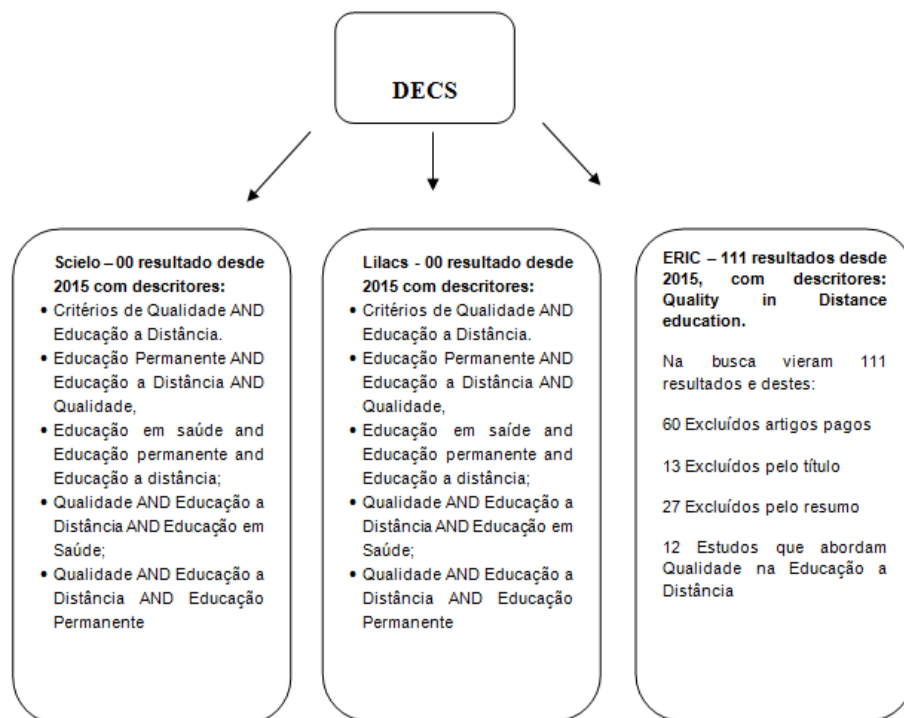 DECS
Scielo – 00 resultado desde
2015 com descritores:
• Critérios de Qualidade AND
Educação a Distância.
• Educação Permanente AND
Educação a Distância AND
Qualidade,
• Educação em saúde and
Educação permanente and
Educação a distância;
• Qualidade AND Educação a
Distância AND Educação em
Saúde;
• Qualidade AND Educação a
Distância AND Educação
Permanente
Lilacs - 00 resultado desde
2015 com descritores:
• Critérios de Qualidade AND
Educação a Distância.
• Educação Permanente AND
Educação a Distância AND
Qualidade,
• Educação em saíde and
Educação permanente and
Educação a distância;
• Qualidade AND Educação a
Distância AND Educação em
Saúde;
• Qualidade AND Educação a
Distância AND Educação
Permanente
ERIC – 111 resultados desde
2015, com descritores:
Quality in Distance
education.
Na busca vieram 111
resultados e destes:
60 Excluídos artigos pagos
13 Excluídos pelo título
27 Excluídos pelo resumo
12 Estudos que abordam
Qualidade na Educação a
Distância